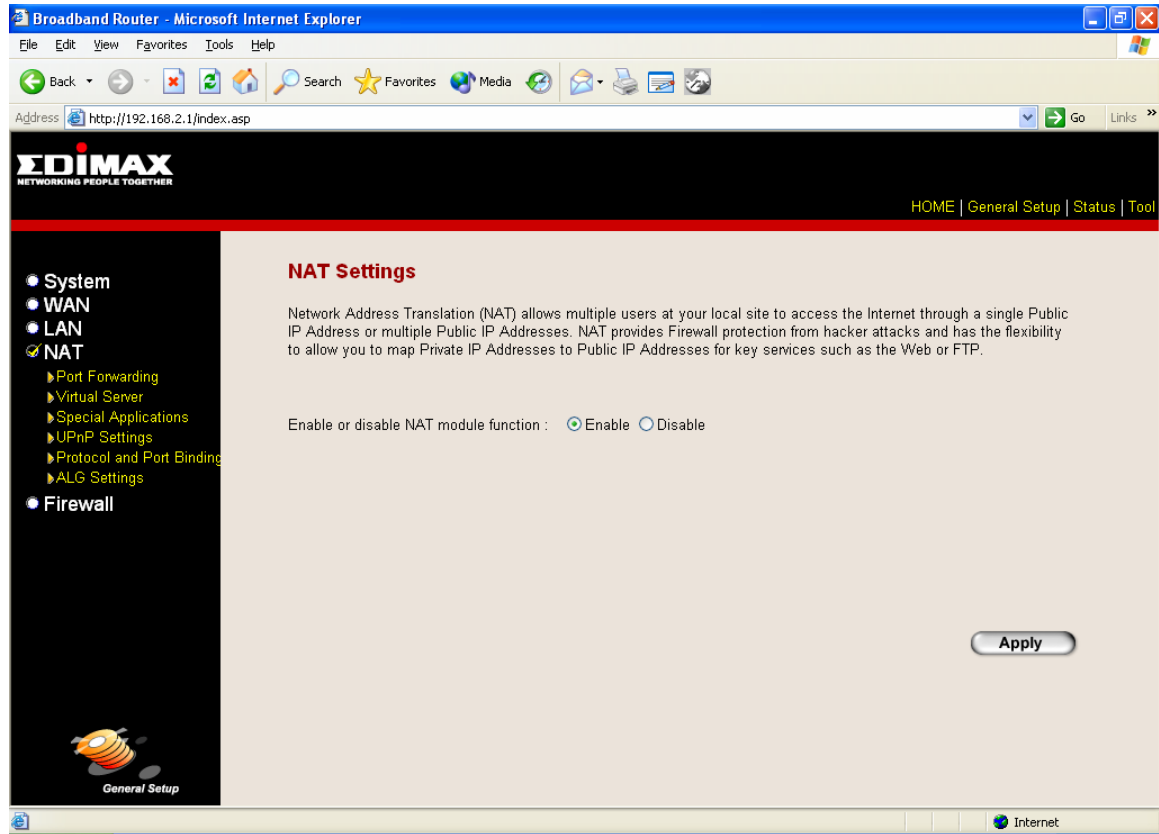 Broadband Router - Microsoft Internet Explorer
File Edit View Favorites Tools Help
Back Search Favorites Media
Address http://192.168.2.1/index.asp Go Links »
EDIMAX
NETWORKING PEOPLE TOGETHER
HOME | General Setup | Status | Tool
System
WAN
LAN
NAT
Port Forwarding
Virtual Server
Special Applications
UPnP Settings
Protocol and Port Binding
ALG Settings
Firewall
General Setup
NAT Settings
Network Address Translation (NAT) allows multiple users at your local site to access the Internet through a single Public
IP Address or multiple Public IP Addresses. NAT provides Firewall protection from hacker attacks and has the flexibility
to allow you to map Private IP Addresses to Public IP Addresses for key services such as the Web or FTP.
Enable or disable NAT module function : Enable Disable
Apply
Internet